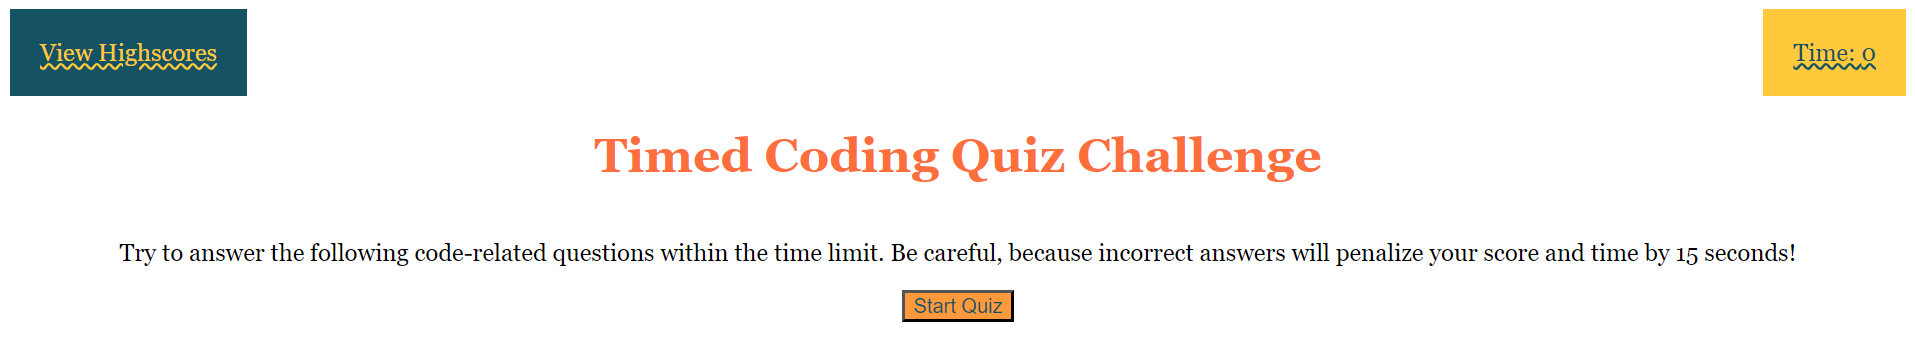 View Highscores
Time: 0
Timed Coding Quiz Challenge
Try to answer the following code-related questions within the time limit. Be careful, because incorrect answers will penalize your score and time by 15 seconds!
Start Quiz